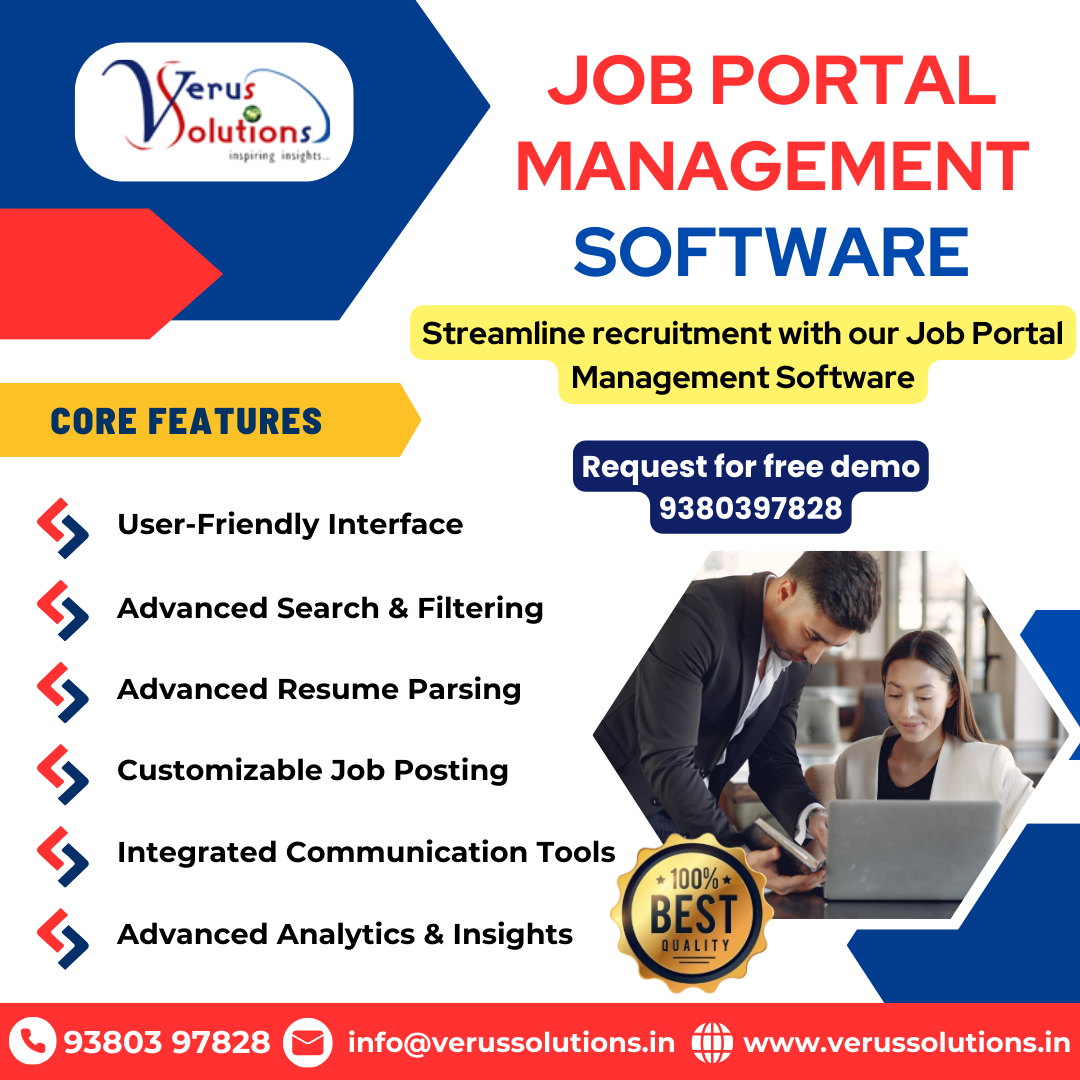 Verus
Solutions
inspiring insights...
JOB PORTAL
MANAGEMENT
SOFTWARE
Streamline recruitment with our Job Portal
Management Software
Request for free demo
9380397828
CORE FEATURES
User-Friendly Interface
Advanced Search & Filtering
Advanced Resume Parsing
Customizable Job Posting
Integrated Communication Tools
Advanced Analytics & Insights
100%
BEST
QUALITY
93803 97828
info@verussolutions.in
www.verussolutions.in